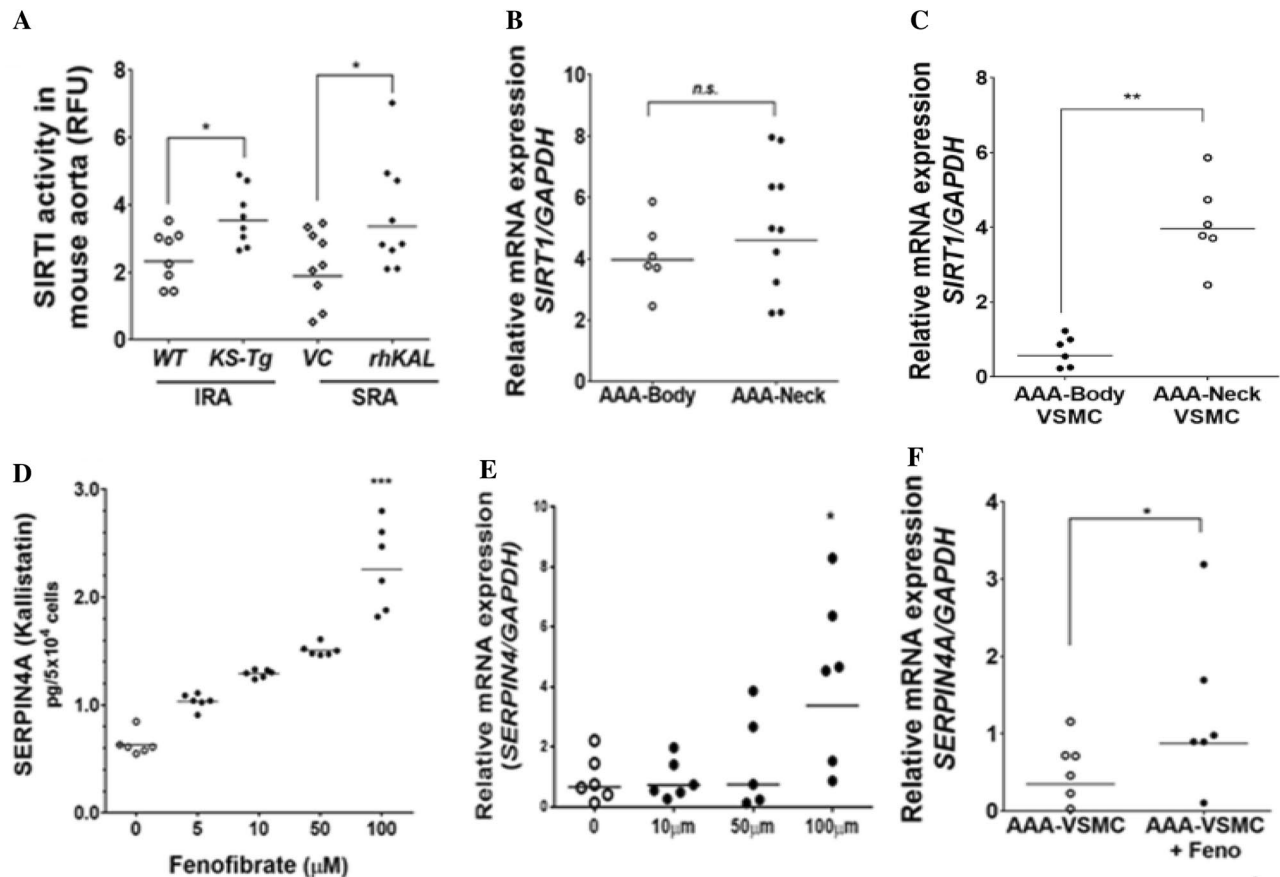 A
SIRTI activity in
mouse aorta (RFU)
8
6
4
2
0
*
*
WT KS-Tg VC rhKAL
IRA SRA
B
Relative mRNA expression
SIRT1/GAPDH
10
8
6
4
2
0
n.s.
AAA-Body AAA-Neck
C
Relative mRNA expression
SIRT1/GAPDH
8
6
4
2
0
**
AAA-Body AAA-Neck
VSMC VSMC
D
SERPIN4A (Kallistatin)
pg/5x10⁴ cells
3.0
2.0
1.0
0.0
***
0 5 10 50 100
Fenofibrate (μM)
E
Relative mRNA expression
(SERPIN4/GAPDH)
10
8
6
4
2
0
*
0 10μm 50μm 100μm
F
Relative mRNA expression
SERPIN4A/GAPDH
4
3
2
1
0
*
AAA-VSMC AAA-VSMC
+ Feno